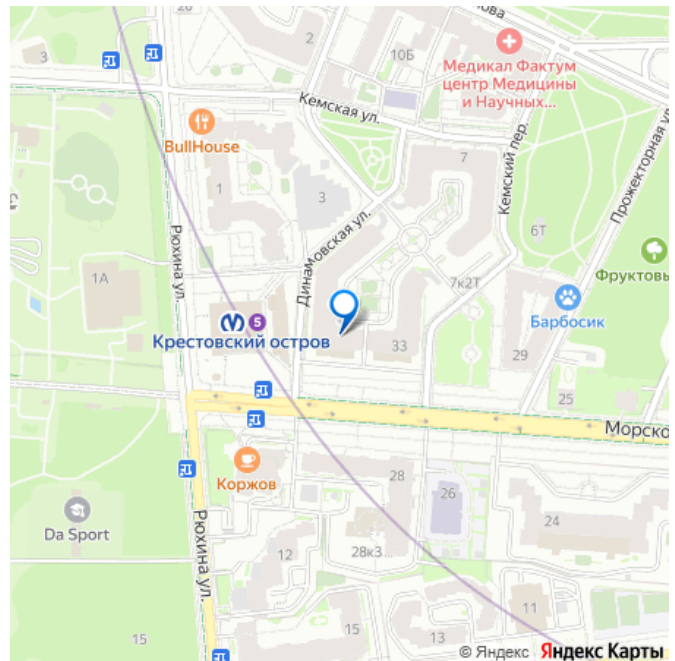 ова
2
3
10Б
Медикал Фактум
центр Медицины
и Научных...
Кемская ул.
BullHouse
7
Кемский пер.
Прожекторная ул.
1
3
Динамовская ул.
6Т
Рюхина ул.
1А
Фруктовы
7к2Т
5
Барбосик
Крестовский остров
33
29
25
Морско
Коржов
28
26
Da Sport
Рюхина ул.
24
12
28к3
11
15
15
13
© Яндекс Яндекс Карты